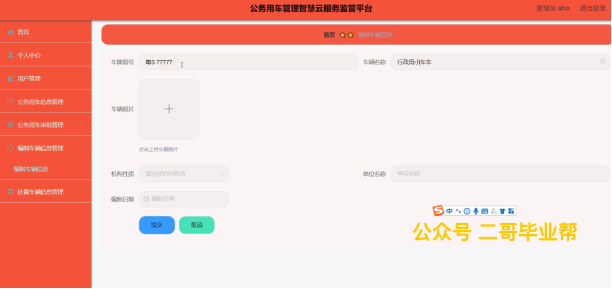 公务用车管理智慧云服务监管平台
管理员 abo 退出登录
首页
个人中心
用户管理
公务用车信息管理
公务用车审批管理
编制车辆信息管理
编制车辆信息
处置车辆信息管理
首页 编制车辆信息
车牌照号 粤S 77777 车辆名称 行政用小轿车
车辆照片
点击上传车辆照片
机构性质 请选择机构性质 单位名称 单位名称
编制日期 编制日期
提交 取消
中
公众号 二哥毕业帮